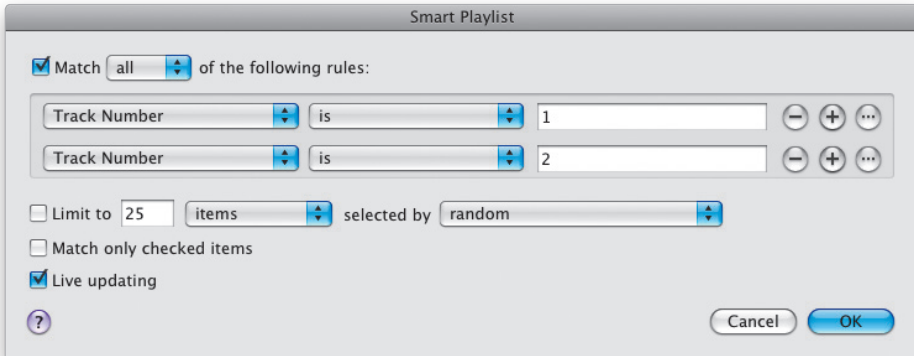 Smart Playlist
Match all of the following rules:
Track Number is 1
Track Number is 2
Limit to 25 items selected by random
Match only checked items
Live updating
? Cancel OK